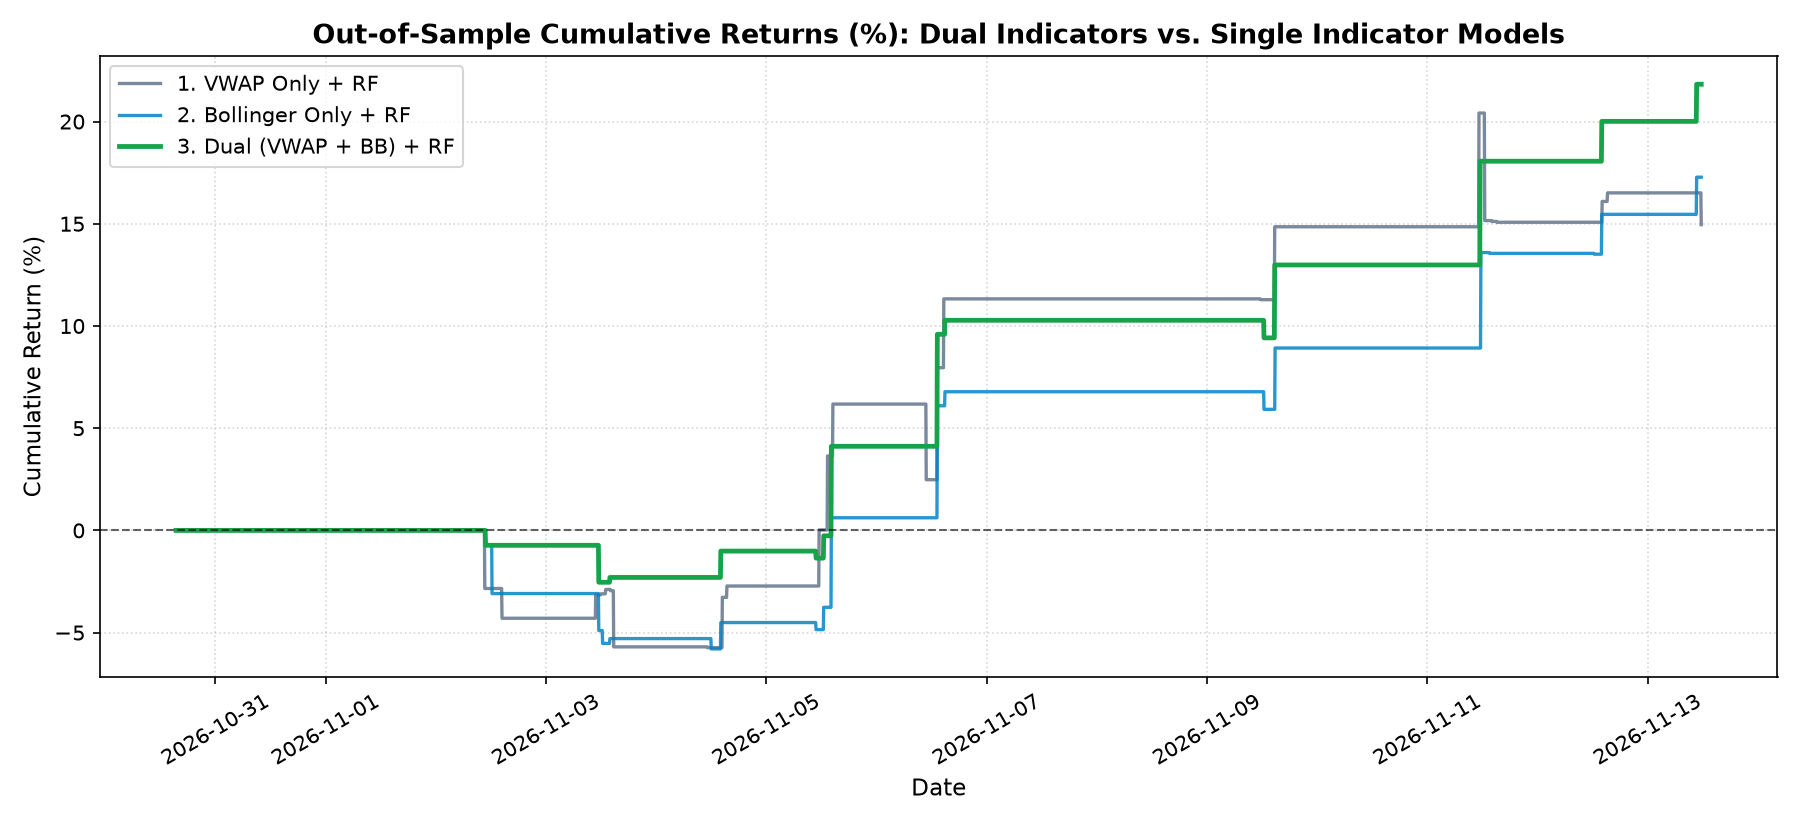 Out-of-Sample Cumulative Returns (%): Dual Indicators vs. Single Indicator Models
1. VWAP Only + RF
2. Bollinger Only + RF
3. Dual (VWAP + BB) + RF
Cumulative Return (%)
20
15
10
5
0
−5
2026-10-31
2026-11-01
2026-11-03
2026-11-05
2026-11-07
2026-11-09
2026-11-11
2026-11-13
Date